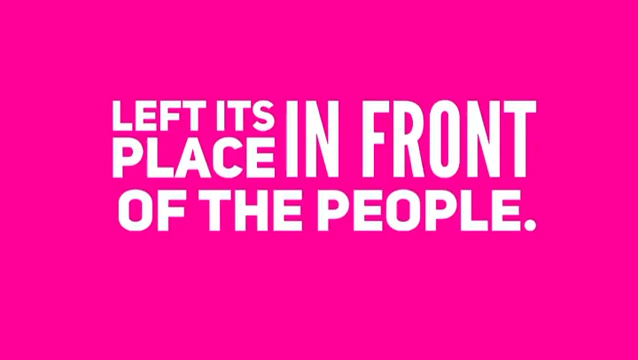 LEFT ITS
PLACE IN FRONT
OF THE PEOPLE.